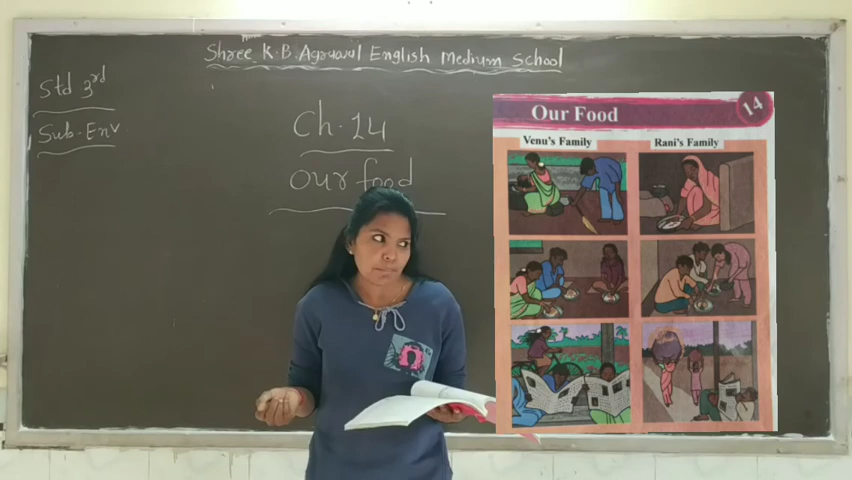 Shree K.B. Agrawal English Medium School
Std 3rd
Sub-Env
Ch.14
Our food
14
Our Food
Venu's Family
Rani's Family